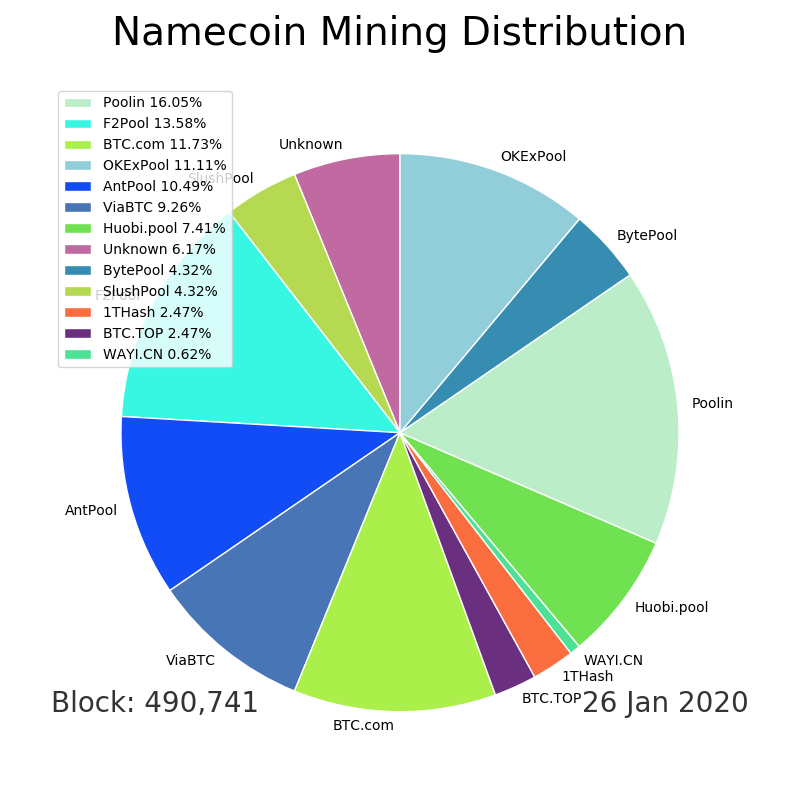 Namecoin Mining Distribution
Poolin 16.05%
F2Pool 13.58%
BTC.com 11.73%
OKExPool 11.11%
AntPool 10.49%
ViaBTC 9.26%
Huobi.pool 7.41%
Unknown 6.17%
BytePool 4.32%
SlushPool 4.32%
1THash 2.47%
BTC.TOP 2.47%
WAYI.CN 0.62%
Unknown
OKExPool
SlushPool
BytePool
F2Pool
Poolin
AntPool
Huobi.pool
ViaBTC
WAYI.CN
1THash
BTC.TOP
BTC.com
Block: 490,741
26 Jan 2020